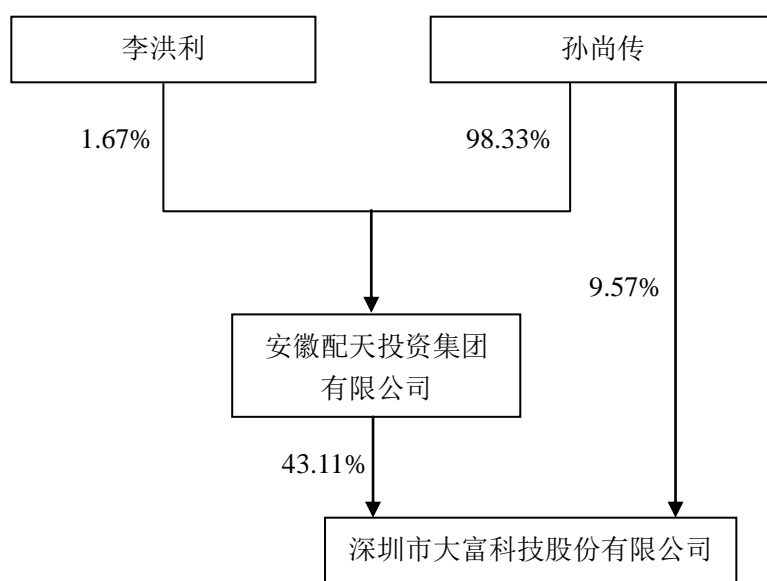 李洪利
孙尚传
1.67%
98.33%
9.57%
安徽配天投资集团
有限公司
43.11%
深圳市大富科技股份有限公司